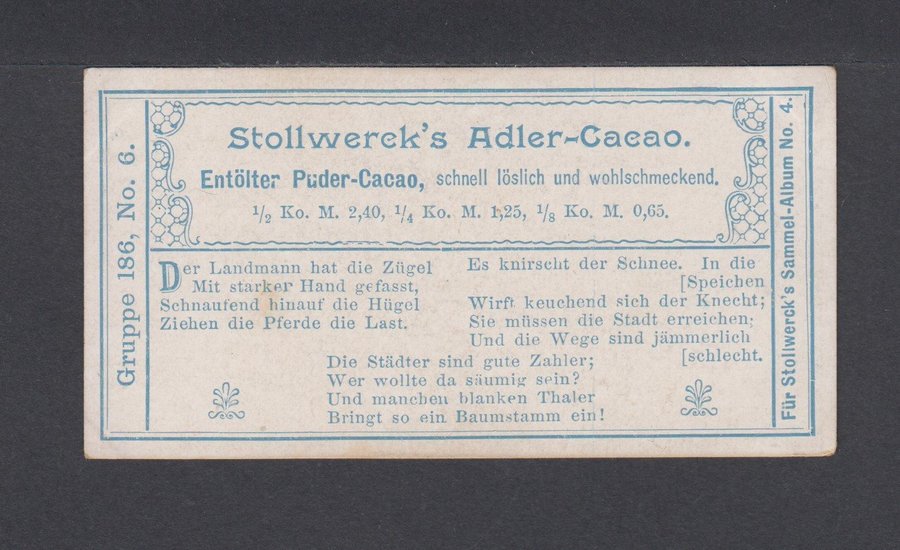 Gruppe 186, No. 6.
Stollwerck's Adler-Cacao.
Entölter Puder-Cacao, schnell löslich und wohlschmeckend.
1/2 Ko. M. 2,40, 1/4 Ko. M. 1,25, 1/8 Ko. M. 0,65.
Der Landmann hat die Zügel
Mit starker Hand gefasst,
Schnaufend hinauf die Hügel
Ziehen die Pferde die Last.
Es knirscht der Schnee. In die
[Speichen
Wirft keuchend sich der Knecht;
Sie müssen die Stadt erreichen;
Und die Wege sind jämmerlich
[schlecht.
Die Städter sind gute Zahler;
Wer wollte da säumig sein?
Und manchen blanken Thaler
Bringt so ein Baumstamm ein!
Für Stollwerck's Sammel-Album No. 4.